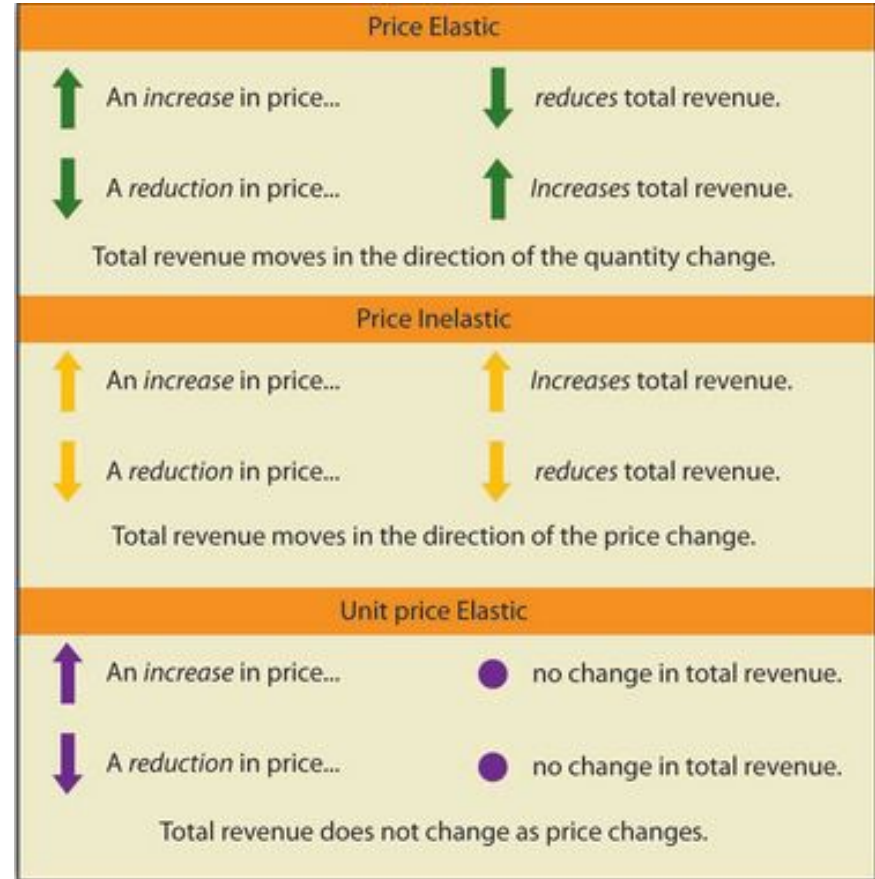 Price Elastic
An increase in price... reduces total revenue.
A reduction in price... Increases total revenue.
Total revenue moves in the direction of the quantity change.
Price Inelastic
An increase in price... Increases total revenue.
A reduction in price... reduces total revenue.
Total revenue moves in the direction of the price change.
Unit price Elastic
An increase in price... no change in total revenue.
A reduction in price... no change in total revenue.
Total revenue does not change as price changes.